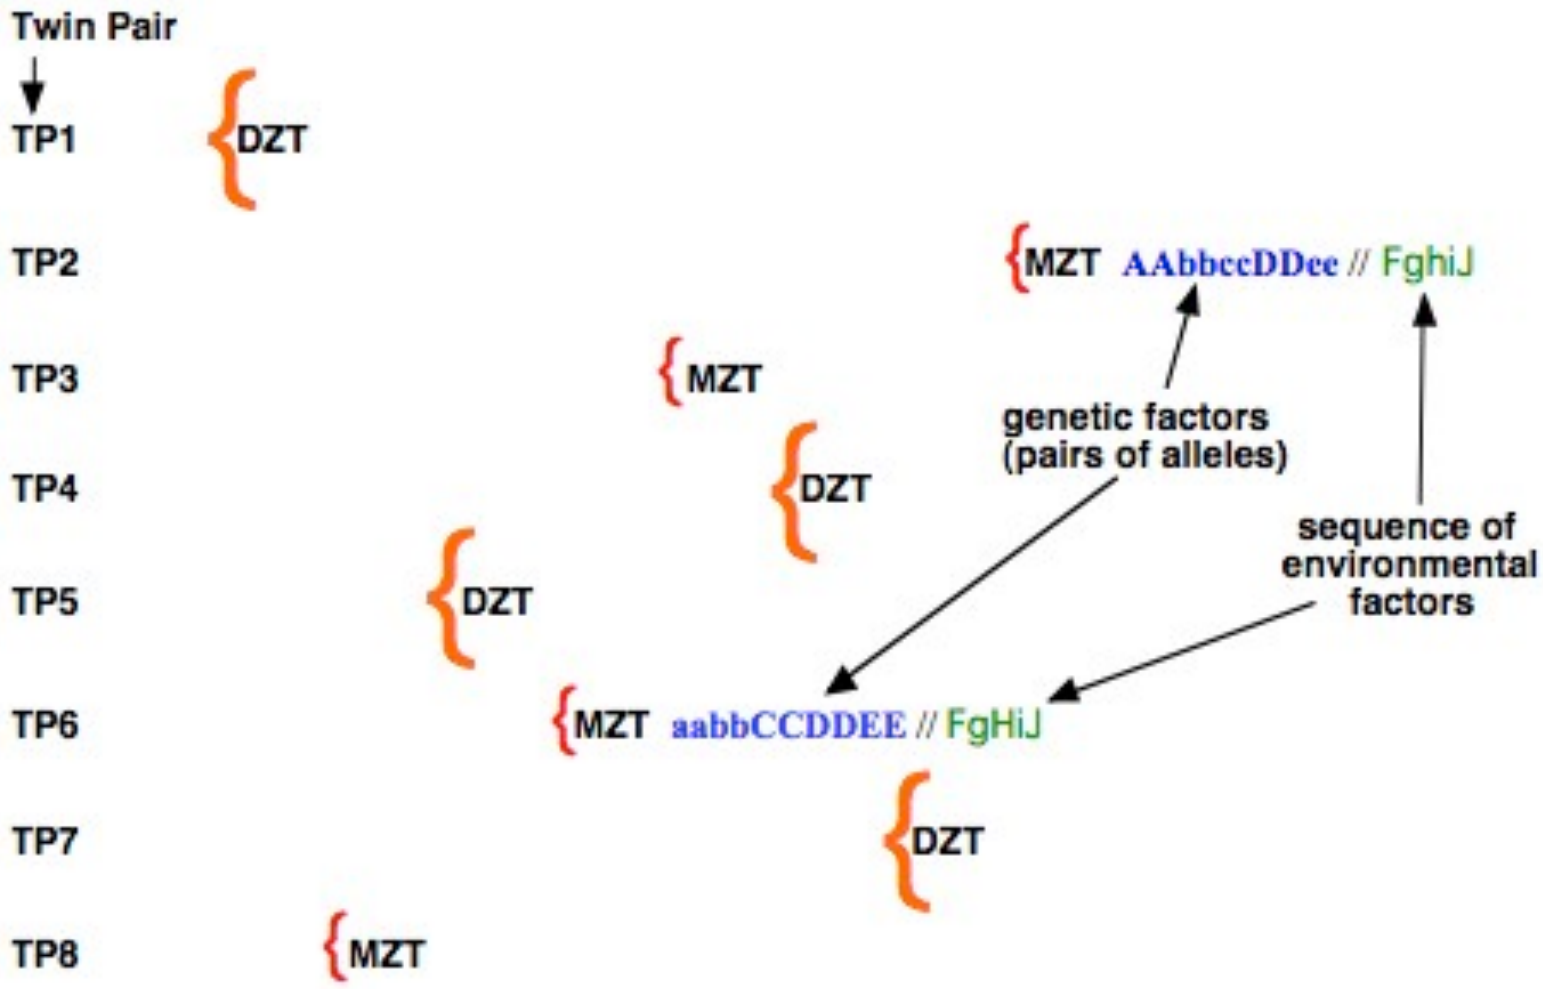 Twin Pair
TP1 DZT
TP2 MZT AAbbccDDee // FghiJ
TP3 MZT
genetic factors
(pairs of alleles)
TP4 DZT
sequence of
environmental
factors
TP5 DZT
TP6 MZT aabbCCDDEE // FgHiJ
TP7 DZT
TP8 MZT